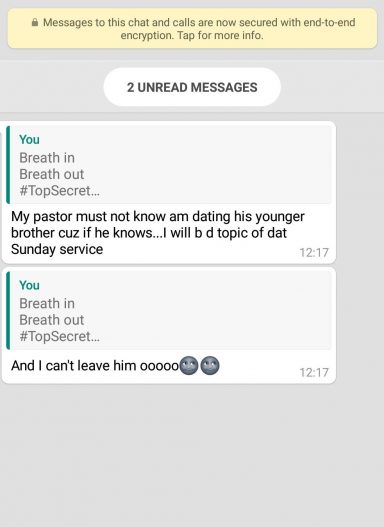 Messages to this chat and calls are now secured with end-to-end
encryption. Tap for more info.
2 UNREAD MESSAGES
You
Breath in
Breath out
#TopSecret...
My pastor must not know am dating his younger
brother cuz if he knows...I will b d topic of dat
Sunday service
12:17
You
Breath in
Breath out
#TopSecret...
And I can't leave him ooooo🌚🌚
12:17